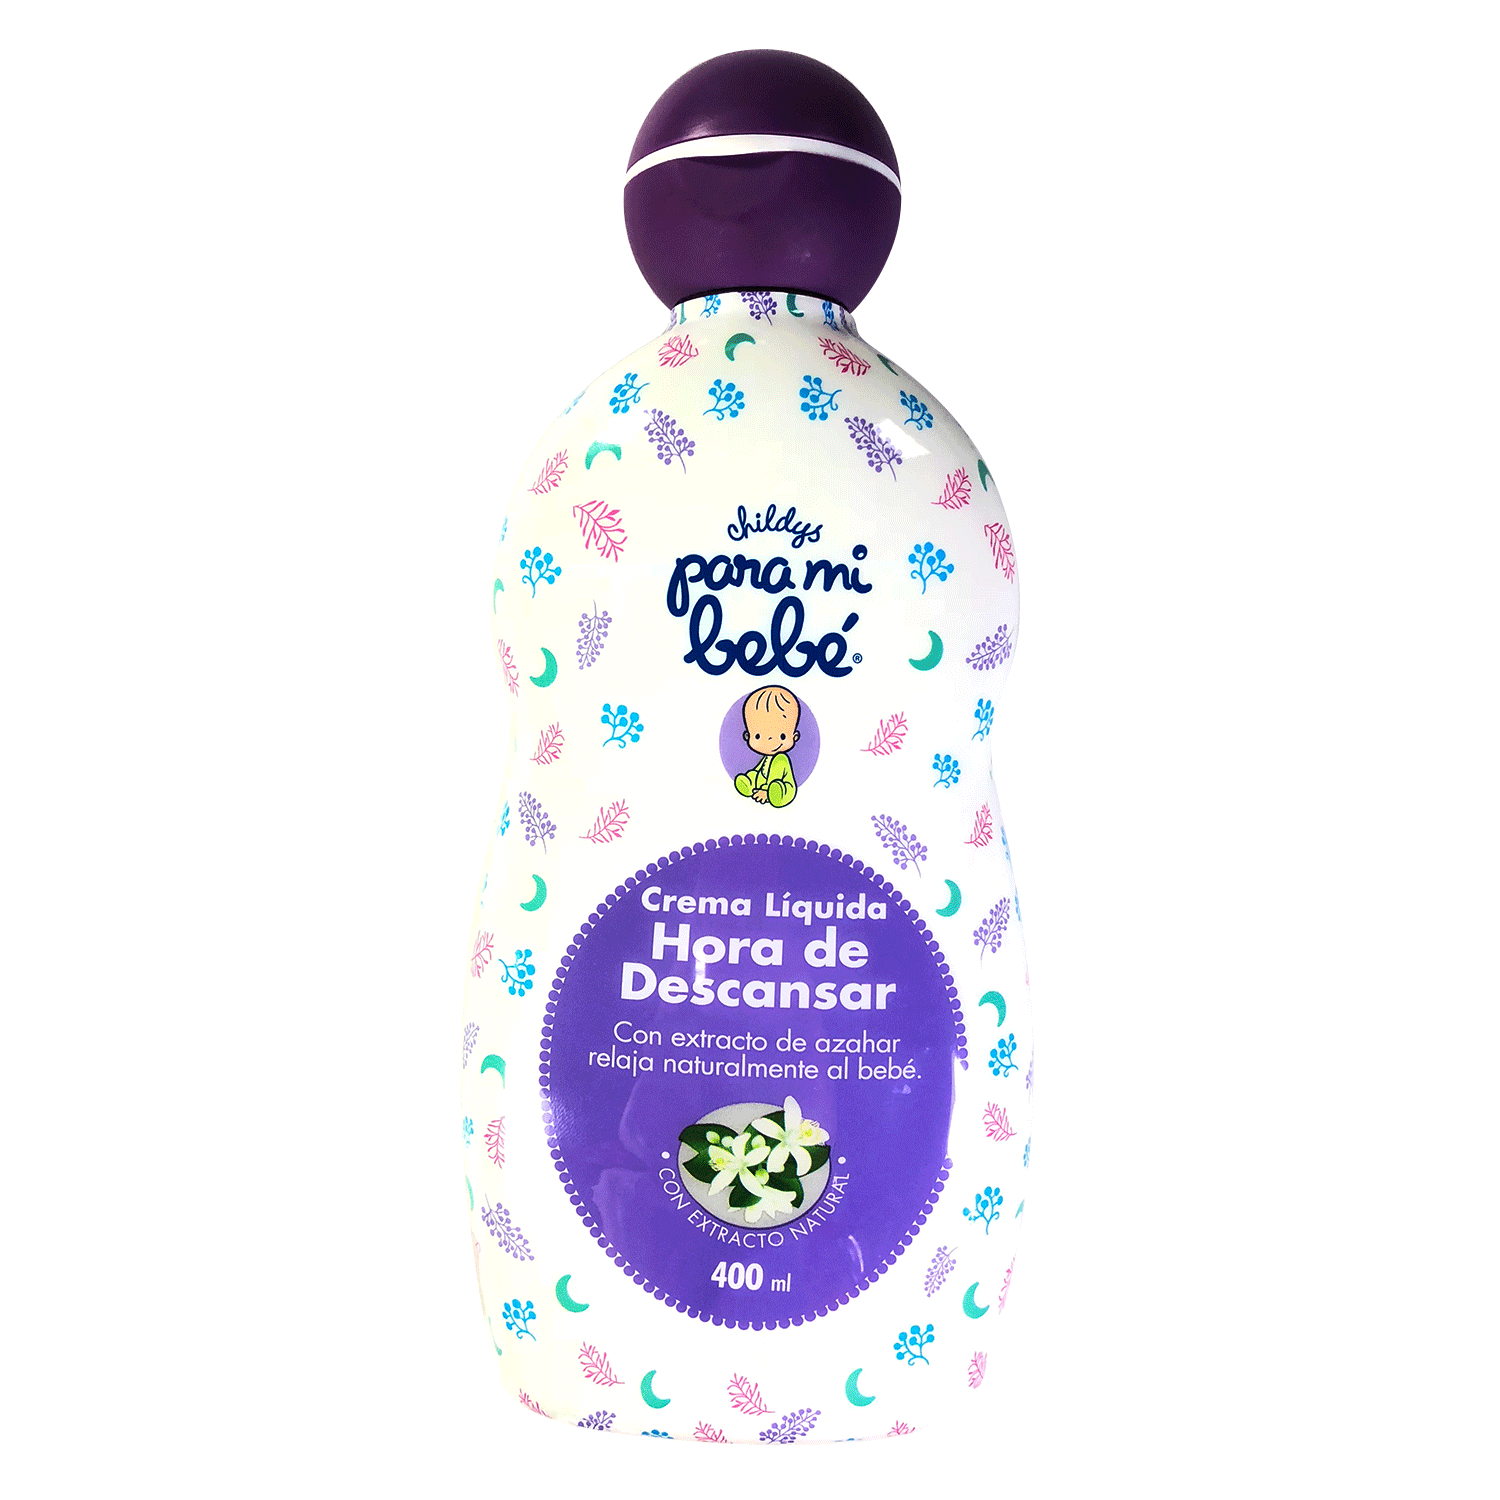 childys
para mi
bebé®
Crema Líquida
Hora de
Descansar
Con extracto de azahar
relaja naturalmente al bebé.
• CON EXTRACTO NATURAL •
400 ml